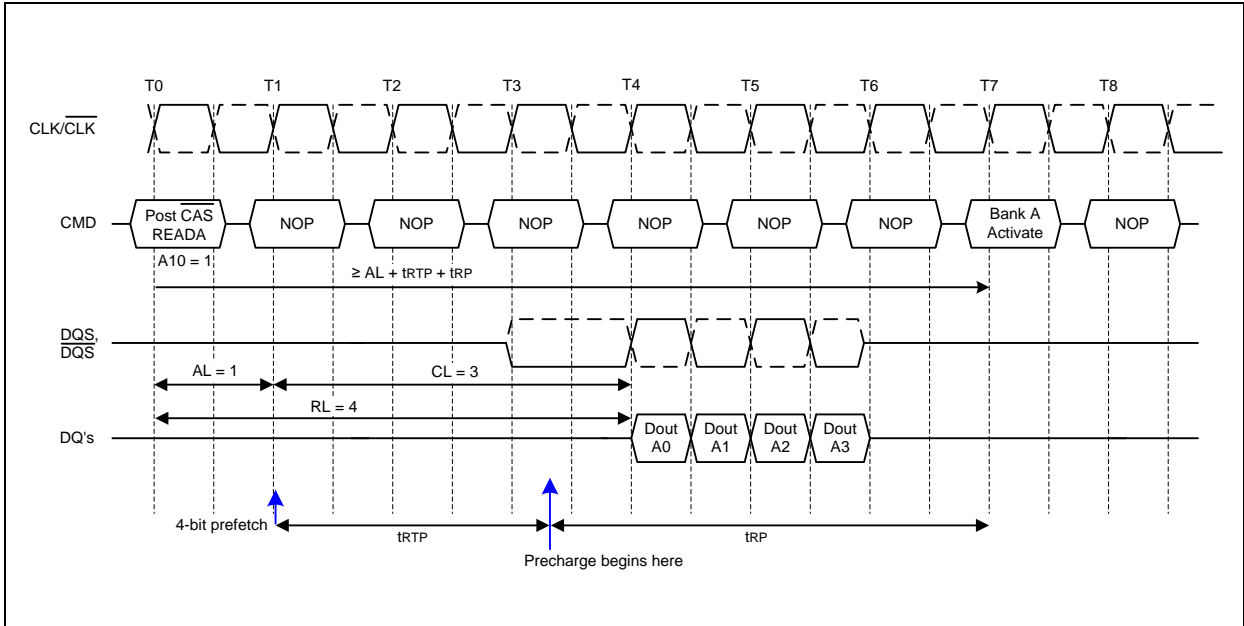 T0 T1 T2 T3 T4 T5 T6 T7 T8
CLK/CLK
CMD
Post CAS
READA
NOP
NOP
NOP
NOP
NOP
NOP
Bank A
Activate
NOP
A10 = 1
≥ AL + tRTP + tRP
DQS,
DQS
AL = 1
CL = 3
RL = 4
DQ's
Dout
A0
Dout
A1
Dout
A2
Dout
A3
4-bit prefetch
tRTP
tRP
Precharge begins here